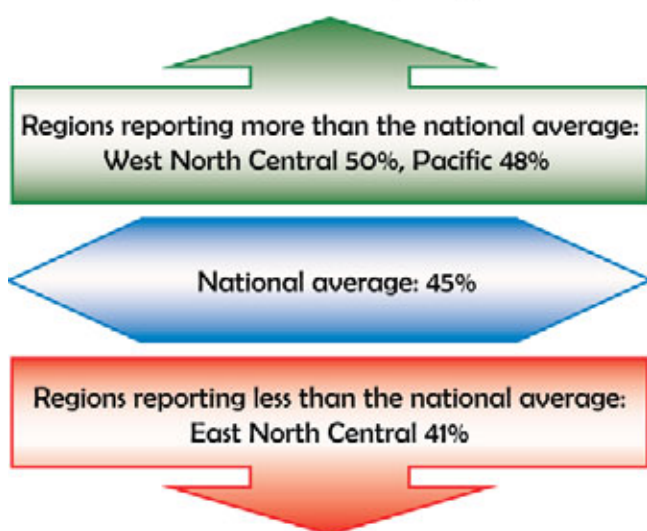 Regions reporting more than the national average:
West North Central 50%, Pacific 48%
National average: 45%
Regions reporting less than the national average:
East North Central 41%